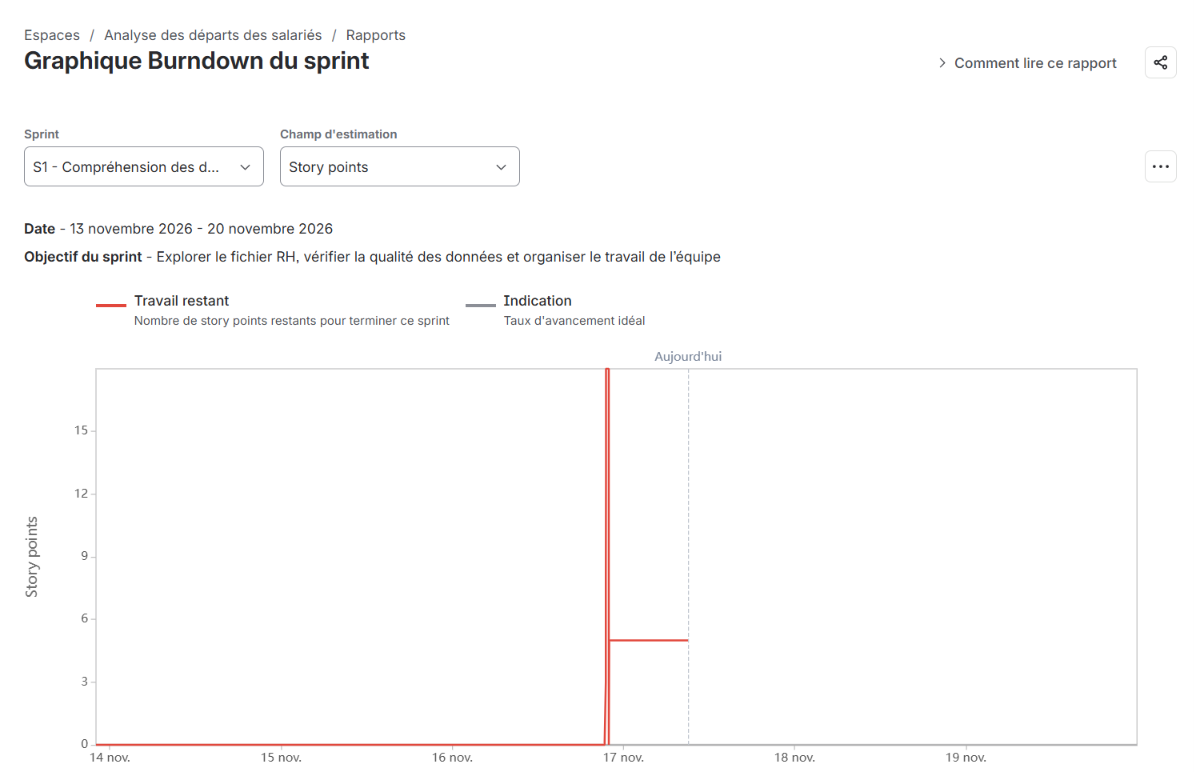 Espaces / Analyse des départs des salariés / Rapports
Graphique Burndown du sprint
Comment lire ce rapport
Sprint
Champ d'estimation
S1 - Compréhension des d...
Story points
Date - 13 novembre 2026 - 20 novembre 2026
Objectif du sprint - Explorer le fichier RH, vérifier la qualité des données et organiser le travail de l'équipe
Travail restant
Nombre de story points restants pour terminer ce sprint
Indication
Taux d'avancement idéal
Aujourd'hui
Story points
15
12
9
6
3
0
14 nov. 15 nov. 16 nov. 17 nov. 18 nov. 19 nov.